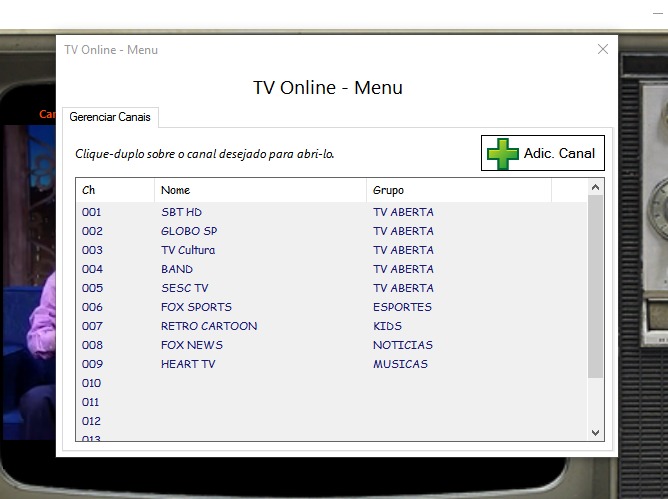 TV Online - Menu
TV Online - Menu
Gerenciar Canais
Clique-duplo sobre o canal desejado para abri-lo.
Adic. Canal
Ch Nome Grupo
001 SBT HD TV ABERTA
002 GLOBO SP TV ABERTA
003 TV Cultura TV ABERTA
004 BAND TV ABERTA
005 SESC TV TV ABERTA
006 FOX SPORTS ESPORTES
007 RETRO CARTOON KIDS
008 FOX NEWS NOTICIAS
009 HEART TV MUSICAS
010
011
012
013